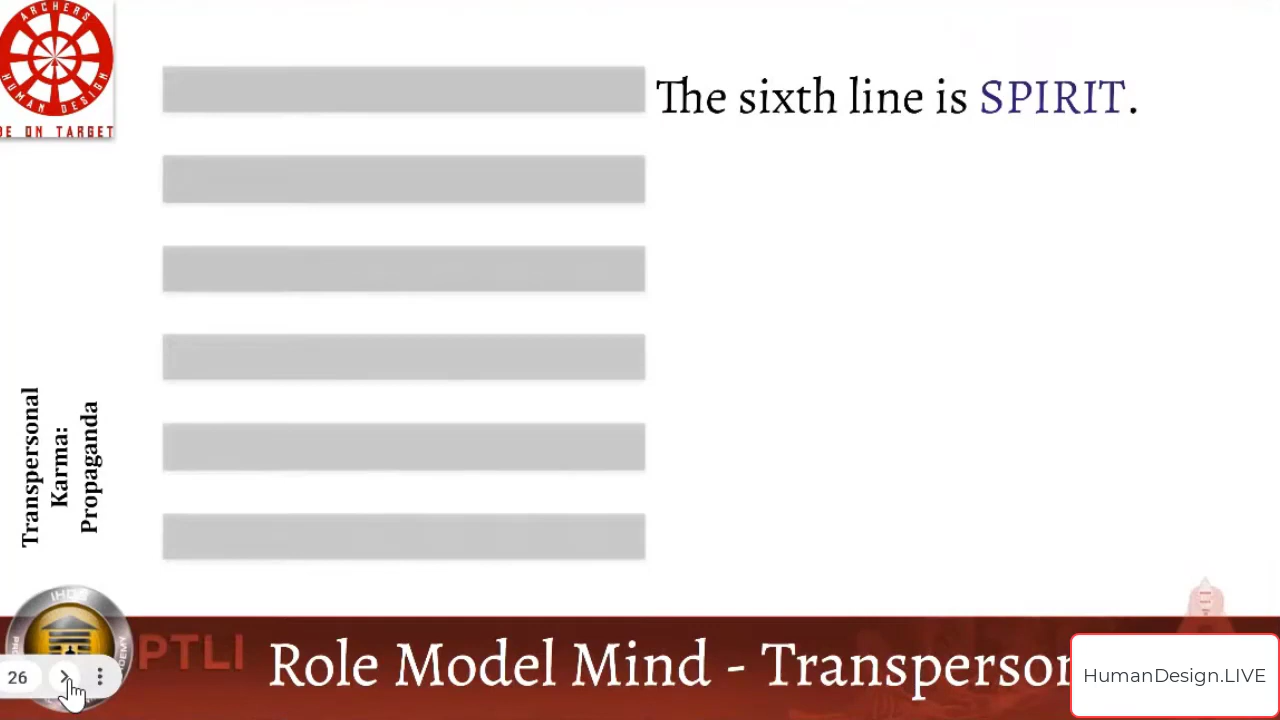 ARCHERS
HUMAN DESIGN
DE ON TARGET
The sixth line is SPIRIT.
Transpersonal
Karma:
Propaganda
IHDS
PTLI
Role Model Mind - Transperson
26
HumanDesign.LIVE